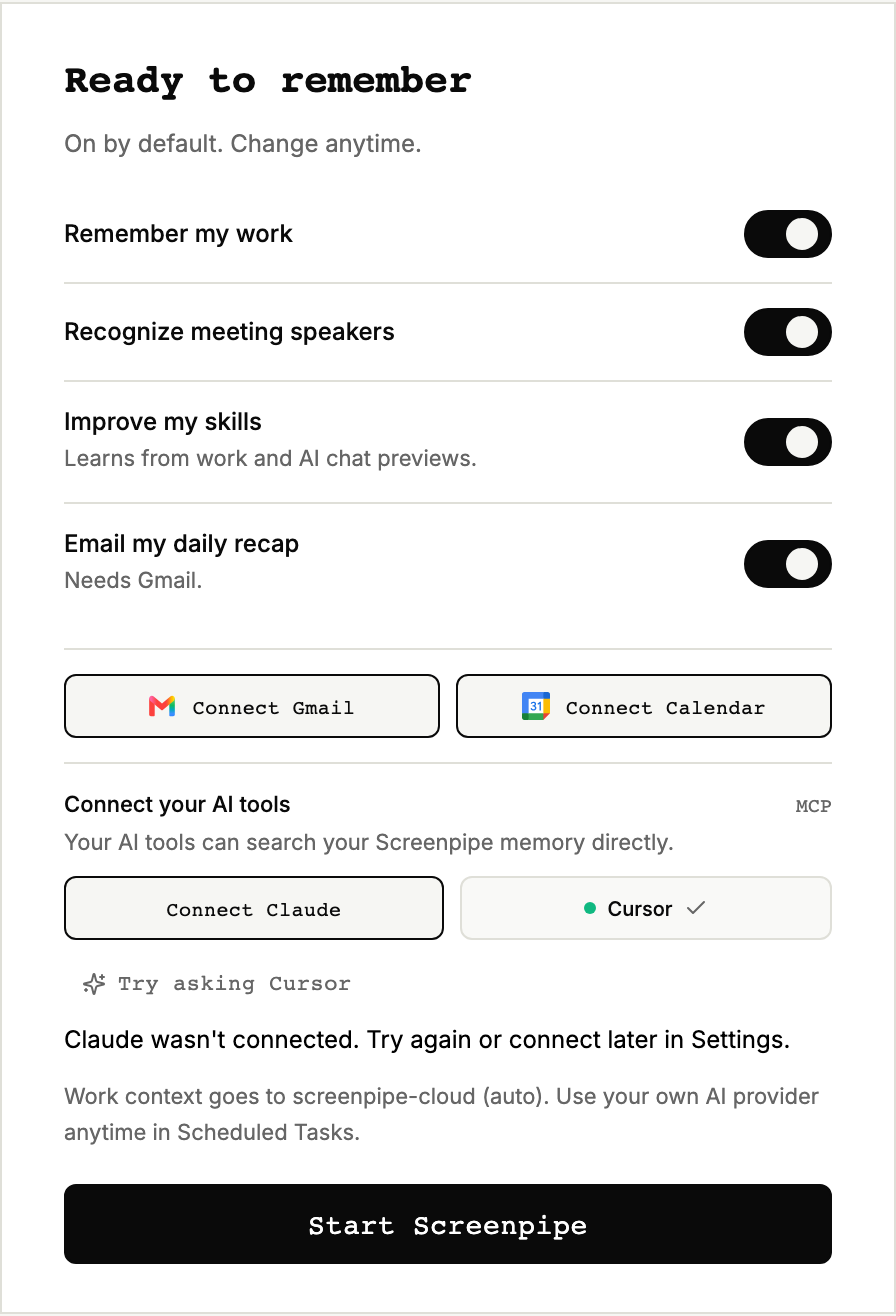 Ready to remember
On by default. Change anytime.
Remember my work
Recognize meeting speakers
Improve my skills
Learns from work and AI chat previews.
Email my daily recap
Needs Gmail.
Connect Gmail
31 Connect Calendar
Connect your AI tools
MCP
Your AI tools can search your Screenpipe memory directly.
Connect Claude
Cursor
Try asking Cursor
Claude wasn't connected. Try again or connect later in Settings.
Work context goes to screenpipe-cloud (auto). Use your own AI provider
anytime in Scheduled Tasks.
Start Screenpipe